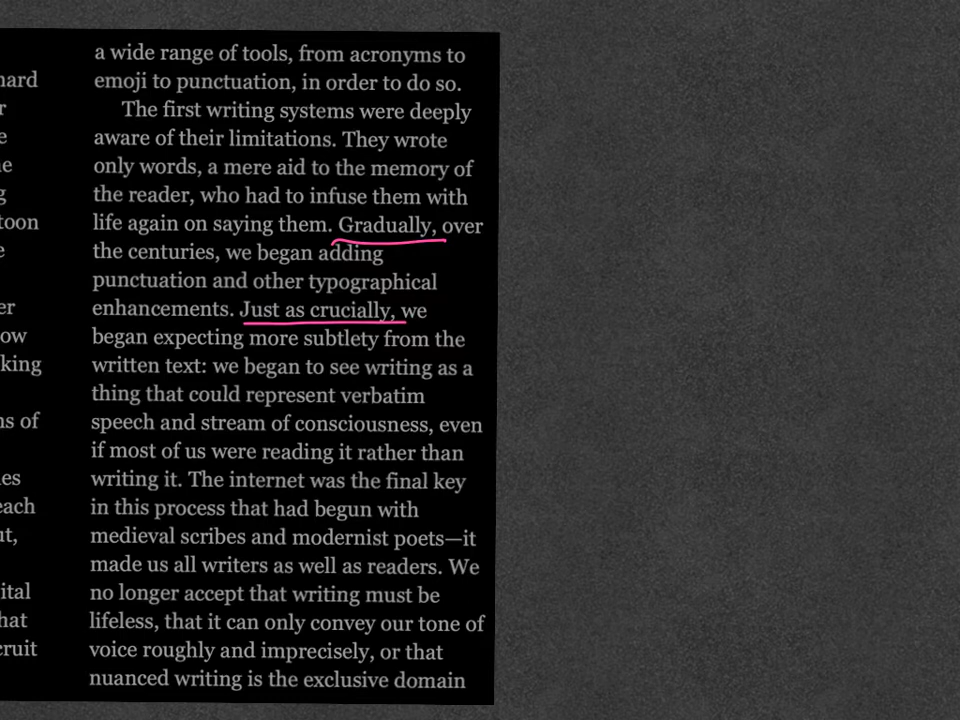 a wide range of tools, from acronyms to
emoji to punctuation, in order to do so.
The first writing systems were deeply
aware of their limitations. They wrote
only words, a mere aid to the memory of
the reader, who had to infuse them with
life again on saying them. Gradually, over
the centuries, we began adding
punctuation and other typographical
enhancements. Just as crucially, we
began expecting more subtlety from the
written text: we began to see writing as a
thing that could represent verbatim
speech and stream of consciousness, even
if most of us were reading it rather than
writing it. The internet was the final key
in this process that had begun with
medieval scribes and modernist poets—it
made us all writers as well as readers. We
no longer accept that writing must be
lifeless, that it can only convey our tone of
voice roughly and imprecisely, or that
nuanced writing is the exclusive domain